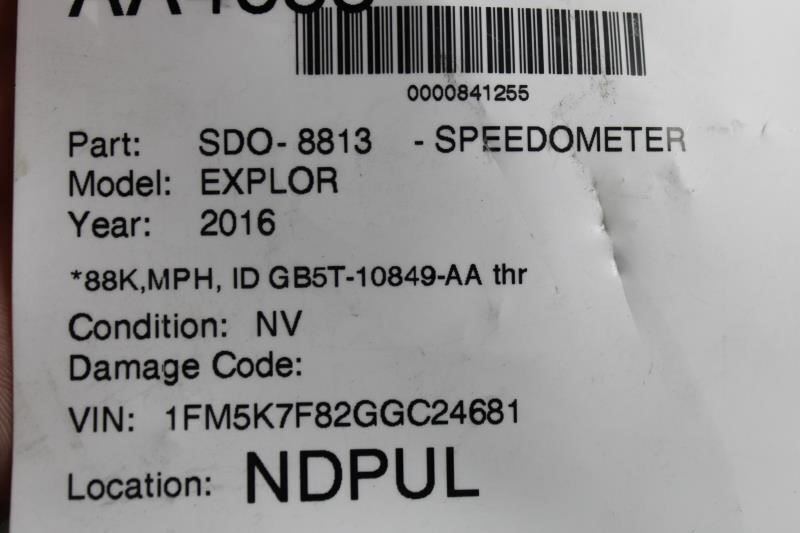 0000841255
Part: SDO- 8813 - SPEEDOMETER
Model: EXPLOR
Year: 2016
*88K,MPH, ID GB5T-10849-AA thr
Condition: NV
Damage Code:
VIN: 1FM5K7F82GGC24681
Location: NDPUL